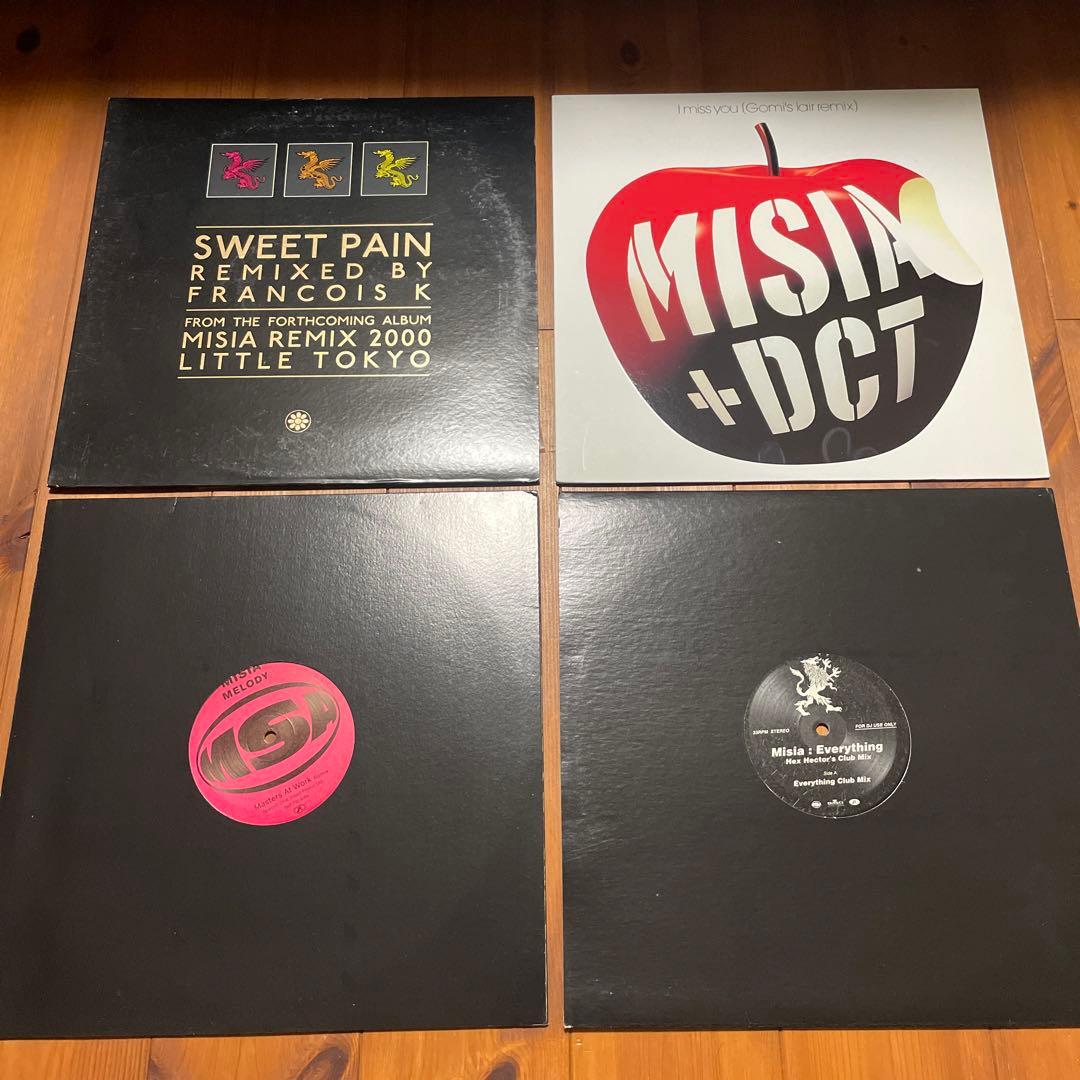 SWEET PAIN
REMIXED BY
FRANCOIS K
FROM THE FORTHCOMING ALBUM
MISIA REMIX 2000
LITTLE TOKYO
I miss you (Gomi's lair remix)
MISIA
+DCT
MISIA
MELODY
MISIA
Masters At Work
33RPM STEREO
FOR DJ USE ONLY
Misia : Everything
Hex Hector's Club Mix
Side A
Everything Club Mix